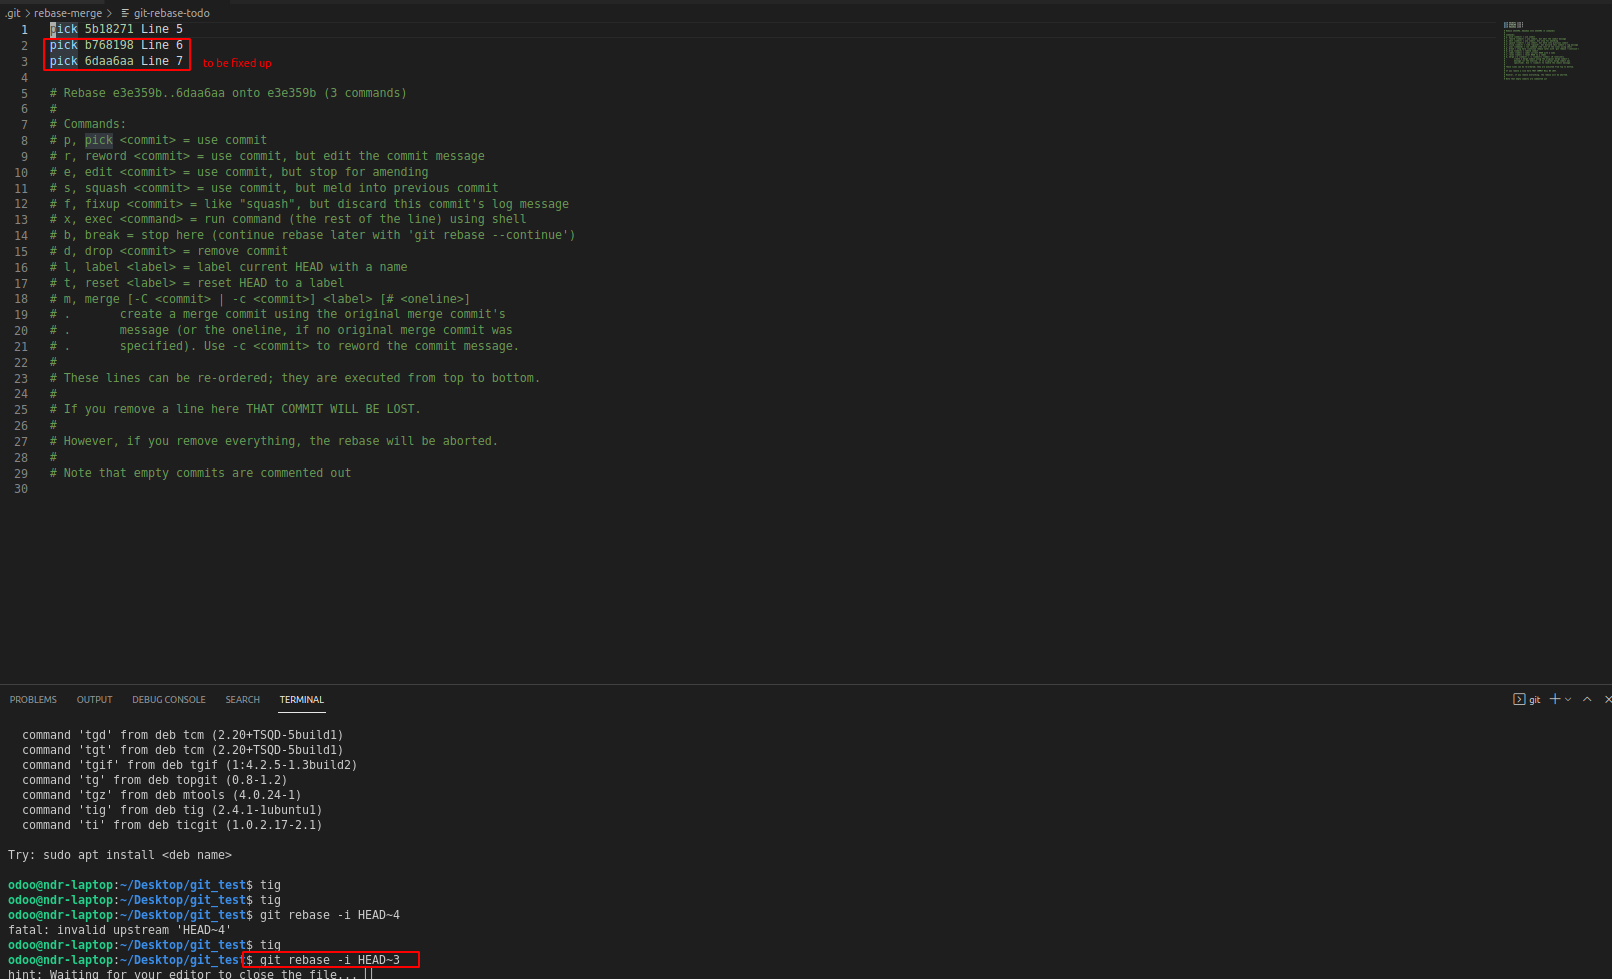 .git > rebase-merge > git-rebase-todo
1 pick 5b18271 Line 5
2 pick b768198 Line 6
3 pick 6daa6aa Line 7 to be fixed up
4
5 # Rebase e3e359b..6daa6aa onto e3e359b (3 commands)
6 #
7 # Commands:
8 # p, pick <commit> = use commit
9 # r, reword <commit> = use commit, but edit the commit message
10 # e, edit <commit> = use commit, but stop for amending
11 # s, squash <commit> = use commit, but meld into previous commit
12 # f, fixup <commit> = like "squash", but discard this commit's log message
13 # x, exec <command> = run command (the rest of the line) using shell
14 # b, break = stop here (continue rebase later with 'git rebase --continue')
15 # d, drop <commit> = remove commit
16 # l, label <label> = label current HEAD with a name
17 # t, reset <label> = reset HEAD to a label
18 # m, merge [-C <commit> | -c <commit>] <label> [# <oneline>]
19 # .       create a merge commit using the original merge commit's
20 # .       message (or the oneline, if no original merge commit was
21 # .       specified). Use -c <commit> to reword the commit message.
22 #
23 # These lines can be re-ordered; they are executed from top to bottom.
24 #
25 # If you remove a line here THAT COMMIT WILL BE LOST.
26 #
27 # However, if you remove everything, the rebase will be aborted.
28 #
29 # Note that empty commits are commented out
30
PROBLEMS OUTPUT DEBUG CONSOLE SEARCH TERMINAL git
command 'tgd' from deb tcm (2.20+TSQD-5build1)
command 'tgt' from deb tcm (2.20+TSQD-5build1)
command 'tgif' from deb tgif (1:4.2.5-1.3build2)
command 'tg' from deb topgit (0.8-1.2)
command 'tgz' from deb mtools (4.0.24-1)
command 'tig' from deb tig (2.4.1-1ubuntu1)
command 'ti' from deb ticgit (1.0.2.17-2.1)
Try: sudo apt install <deb name>
odoo@ndr-laptop:~/Desktop/git_test$ tig
odoo@ndr-laptop:~/Desktop/git_test$ tig
odoo@ndr-laptop:~/Desktop/git_test$ git rebase -i HEAD~4
fatal: invalid upstream 'HEAD~4'
odoo@ndr-laptop:~/Desktop/git_test$ tig
odoo@ndr-laptop:~/Desktop/git_test$ git rebase -i HEAD~3
hint: Waiting for your editor to close the file...